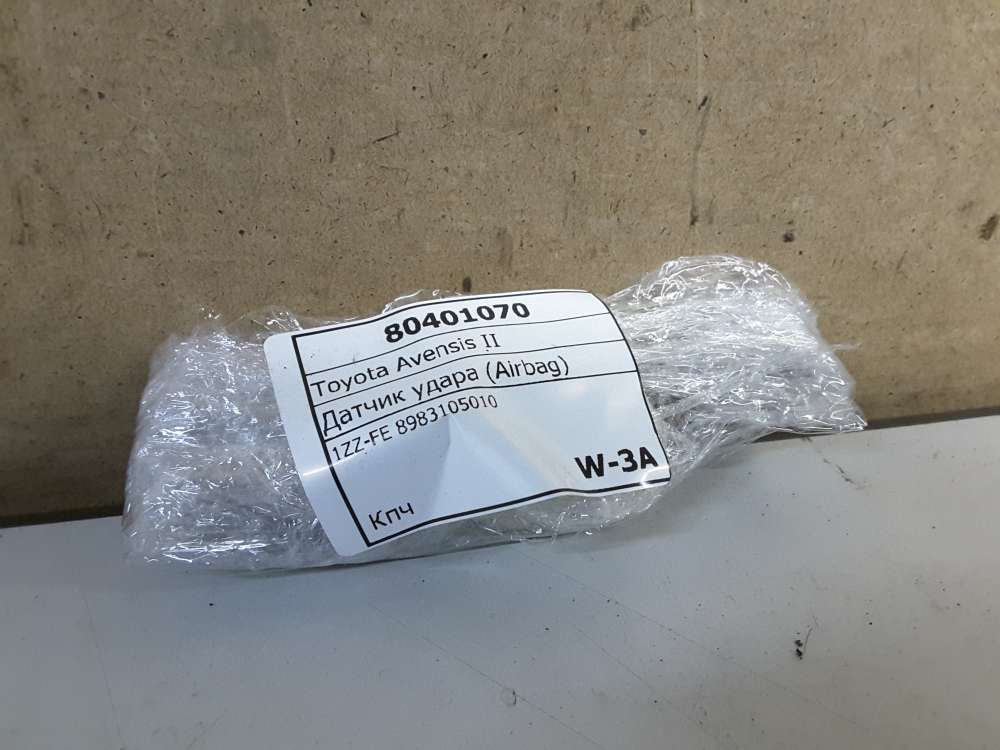 80401070
Toyota Avensis II
Датчик удара (Airbag)
1ZZ-FE 8983105010
W-3A
Кпч